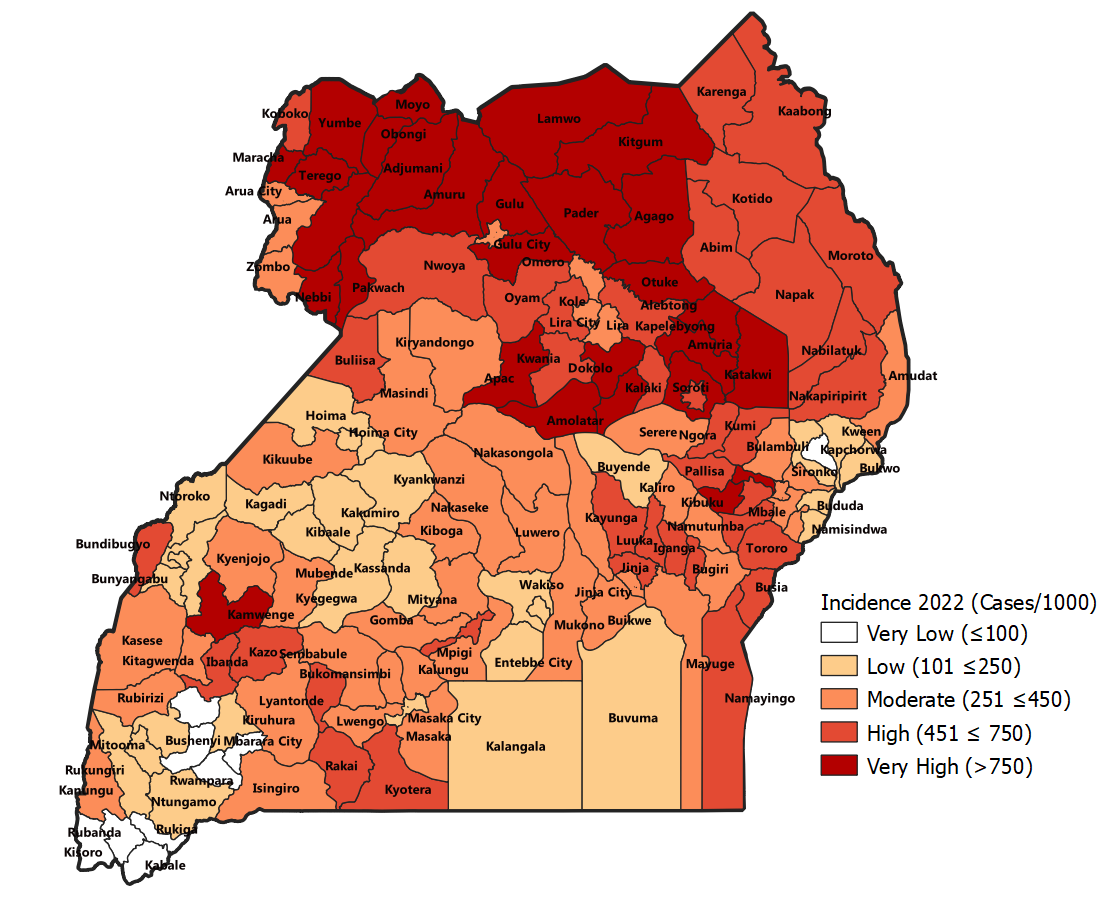 Karenga
Kaabong
Moyo
Koboko
Yumbe
Lamwo
Obongi
Kitgum
Maracha
Adjumani
Terego
Arua City
Amuru
Kotido
Gulu
Pader
Agago
Arua
Gulu City
Abim
Moroto
Omoro
Zombo
Nwoya
Otuke
Pakwach
Napak
Nebbi
Oyam
Kole
Alebtong
Lira City
Lira
Kapelebyong
Kiryandongo
Amuria
Nabilatuk
Buliisa
Kwania
Dokolo
Katakwi
Amudat
Apac
Kalaki
Soroti
Masindi
Nakapiripirit
Hoima
Amolatar
Kumi
Hoima City
Serere
Ngora
Kween
Bulambuli
Kapchorwa
Nakasongola
Kikuube
Buyende
Pallisa
Sironko
Bukwo
Kyankwanzi
Kaliro
Ntoroko
Kagadi
Kibuku
Bududa
Nakaseke
Kakumiro
Mbale
Kayunga
Namutumba
Namisindwa
Kibaale
Kiboga
Luwero
Luuka
Bundibugyo
Iganga
Tororo
Kyenjojo
Kassanda
Jinja
Bugiri
Mubende
Bunyangabu
Wakiso
Busia
Jinja City
Kyegegwa
Mityana
Kamwenge
Gomba
Mukono
Buikwe
Kasese
Kazo
Sembabule
Mpigi
Kitagwenda
Ibanda
Entebbe City
Mayuge
Bukomansimbi
Kalungu
Rubirizi
Lyantonde
Namayingo
Kiruhura
Lwengo
Masaka City
Buvuma
Mitooma
Bushenyi
Mbarara City
Masaka
Kalangala
Rukungiri
Rakai
Rwampara
Kanungu
Isingiro
Kyotera
Ntungamo
Rukiga
Rubanda
Kisoro
Kabale
Incidence 2022 (Cases/1000)
Very Low (≤100)
Low (101 ≤250)
Moderate (251 ≤450)
High (451 ≤ 750)
Very High (>750)